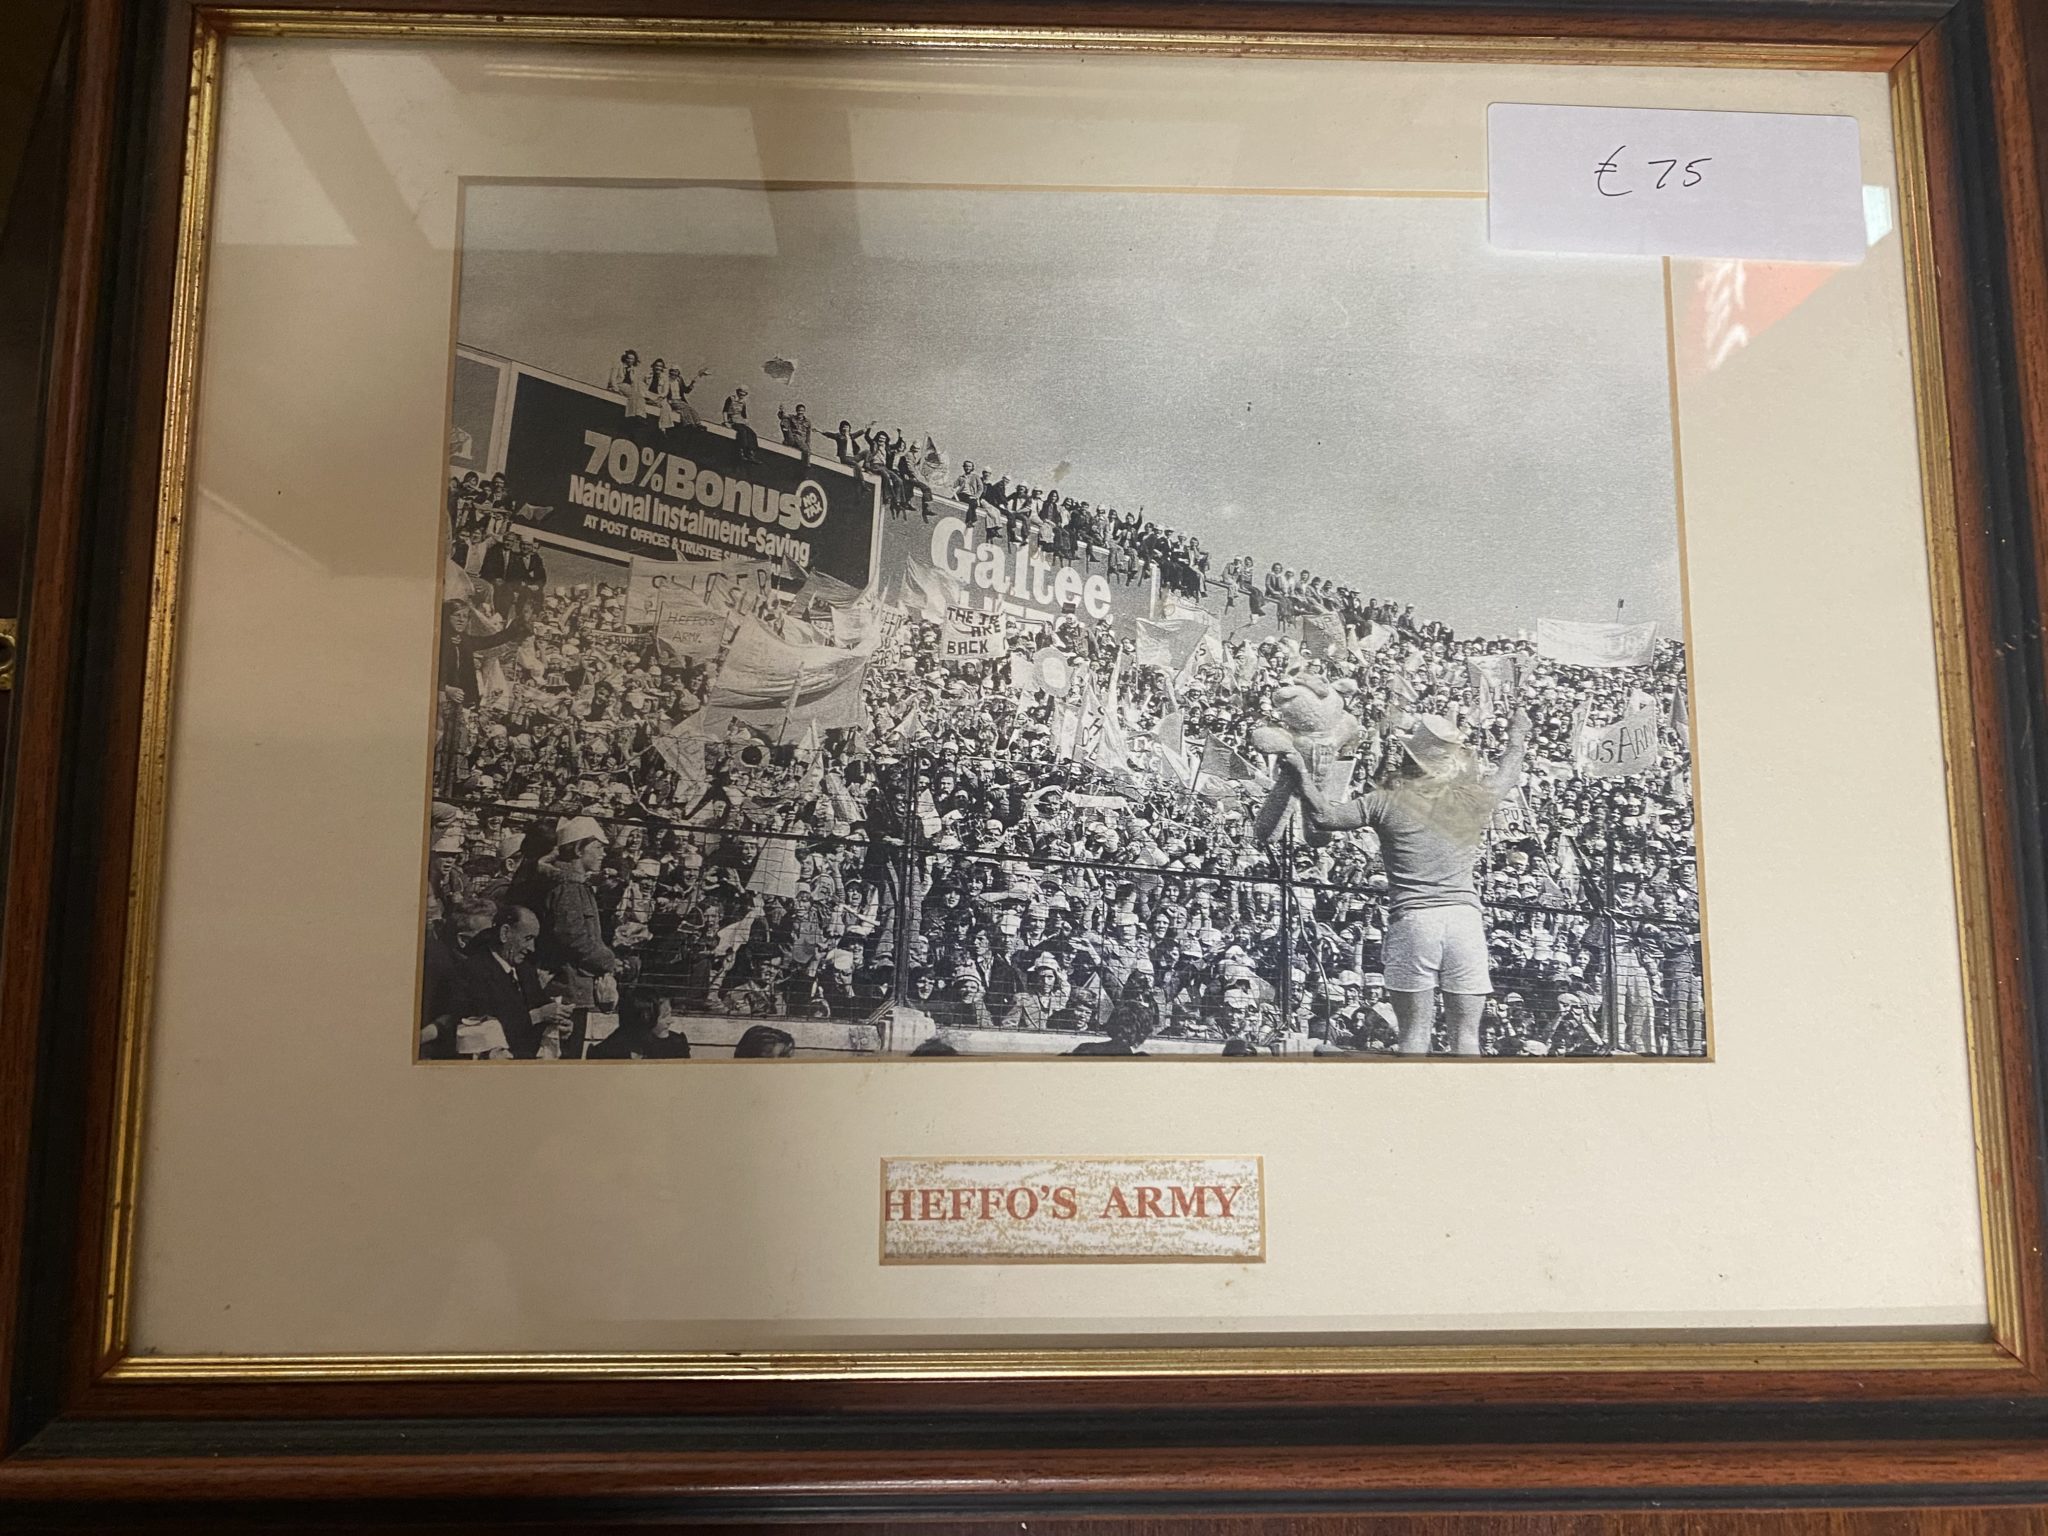 €75
70% Bonus
NO TAX
National Instalment-Saving
AT POST OFFICES & TRUSTEE
Galtee
HEFFO'S
ARMY
THE
ARE
BACK
ARMY
HEFFO'S ARMY